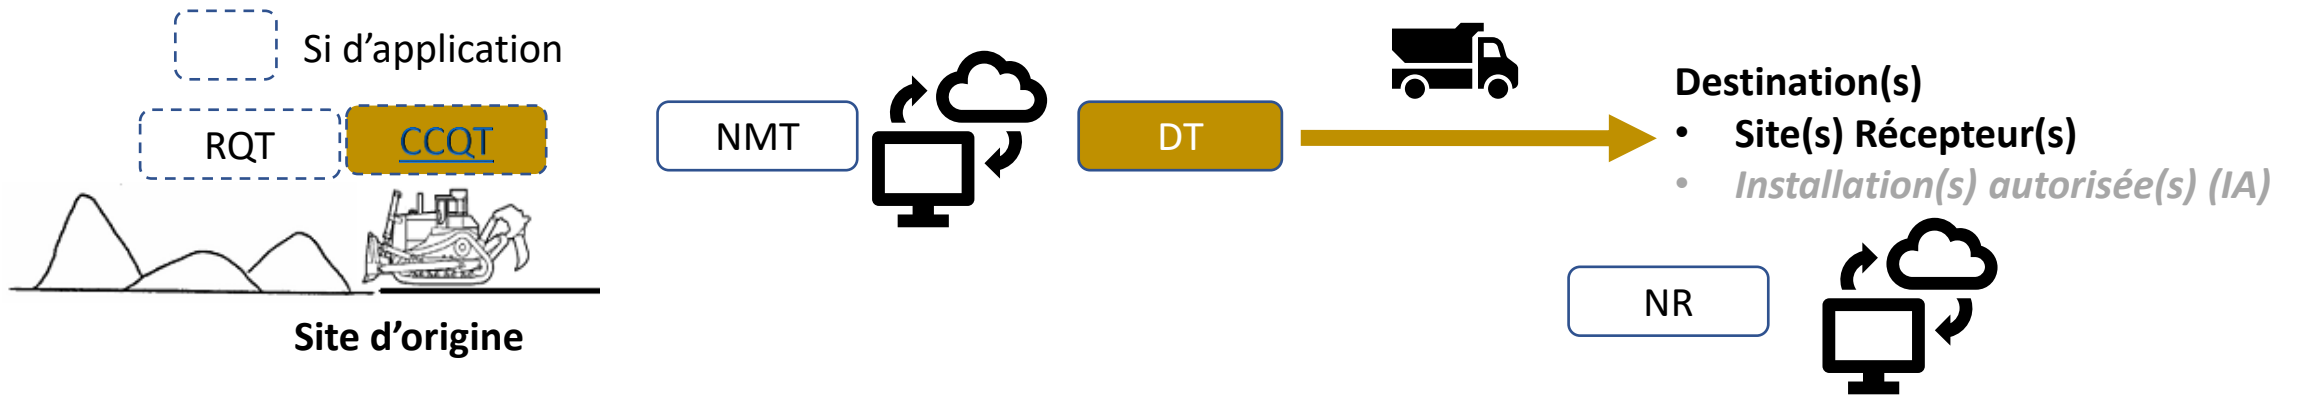 Si d’application
RQT
CCQT
NMT
DT
Destination(s)
• Site(s) Récepteur(s)
• Installation(s) autorisée(s) (IA)
NR
Site d’origine